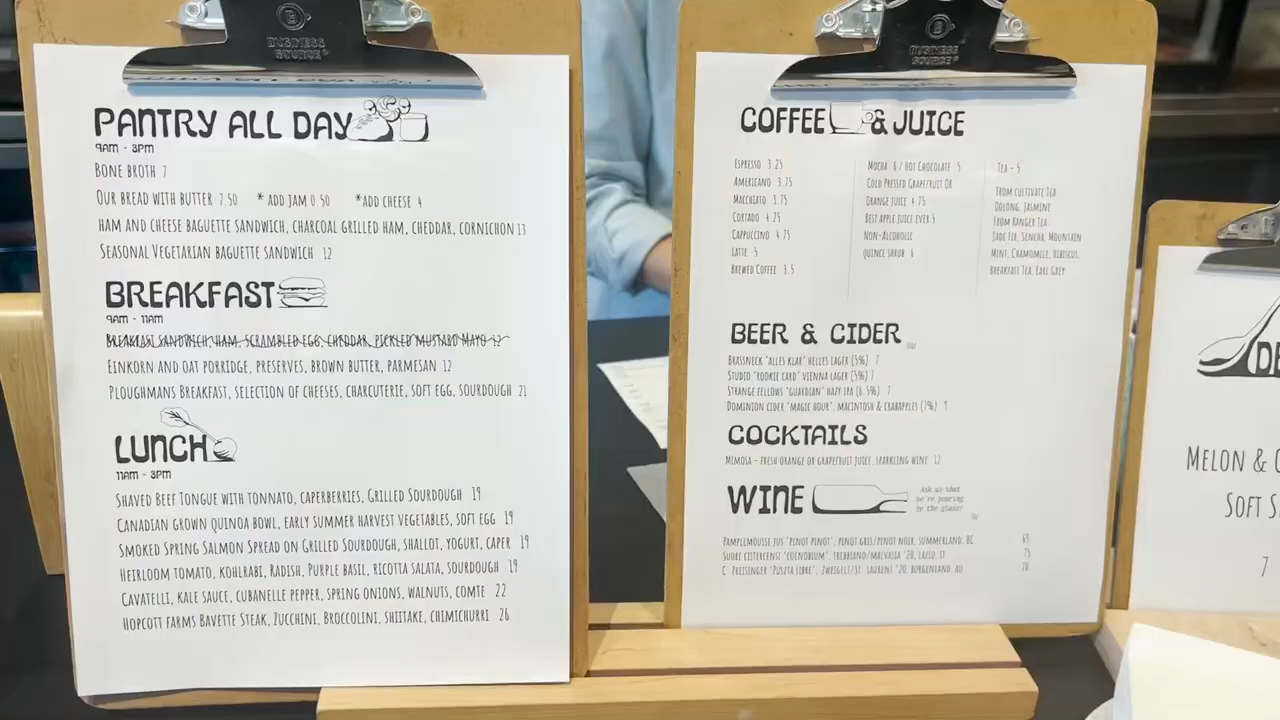 BUSINESS
SOURCE
PANTRY ALL DAY
9AM - 3PM
BONE BROTH 7
OUR BREAD WITH BUTTER 7.50 * ADD JAM 0.50 *ADD CHEESE 4
HAM AND CHEESE BAGUETTE SANDWICH, CHARCOAL GRILLED HAM, CHEDDAR, CORNICHON 13
SEASONAL VEGETARIAN BAGUETTE SANDWICH 12
BREAKFAST
9AM - 11AM
BREAKFAST SANDWICH, HAM, SCRAMBLED EGG, CHEDDAR, PICKLED MUSTARD MAYO 12
EINKORN AND OAT PORRIDGE, PRESERVES, BROWN BUTTER, PARMESAN 12
PLOUGHMANS BREAKFAST, SELECTION OF CHEESES, CHARCUTERIE, SOFT EGG, SOURDOUGH 21
LUNCH
11AM - 3PM
SHAVED BEEF TONGUE WITH TONNATO, CAPERBERRIES, GRILLED SOURDOUGH 19
CANADIAN GROWN QUINOA BOWL, EARLY SUMMER HARVEST VEGETABLES, SOFT EGG 19
SMOKED SPRING SALMON SPREAD ON GRILLED SOURDOUGH, SHALLOT, YOGURT, CAPER 19
HEIRLOOM TOMATO, KOHLRABI, RADISH, PURPLE BASIL, RICOTTA SALATA, SOURDOUGH 19
CAVATELLI, KALE SAUCE, CUBANELLE PEPPER, SPRING ONIONS, WALNUTS, COMTE 22
HOPCOTT FARMS BAVETTE STEAK, ZUCCHINI, BROCCOLINI, SHIITAKE, CHIMICHURRI 26
BUSINESS
SOURCE
COFFEE & JUICE
ESPRESSO 3.25
AMERICANO 3.75
MACCHIATO 3.75
CORTADO 4.25
CAPPUCCINO 4.75
LATTE 5
BREWED COFFEE 3.5
MOCHA 6 / HOT CHOCOLATE 5
COLD PRESSED GRAPEFRUIT OR
ORANGE JUICE 4.75
BEST APPLE JUICE EVER 5
NON-ALCOHOLIC
QUINCE SHRUB 6
TEA - 5
FROM CULTIVATE TEA
OOLONG, JASMINE
FROM RANGER TEA
JADE FIR, SENCHA, MOUNTAIN
MINT, CHAMOMILE, HIBISCUS,
BREAKFAST TEA, EARL GREY
BEER & CIDER
BRASSNECK "ALLES KLAR" HELLES LAGER (5%) 7
STUDIO "ROOKIE CARD" VIENNA LAGER (5%) 7
STRANGE FELLOWS "GUARDIAN" HAZY IPA (6.5%) 7
DOMINION CIDER "MAGIC HOUR", MACINTOSH & CRABAPPLES (7%) 9
COCKTAILS
MIMOSA - FRESH ORANGE OR GRAPEFRUIT JUICE, SPARKLING WINE 12
WINE
Ask us what
we're pouring
by the glass!
PAMPLEMOUSSE JUS "PINOT PINOT", PINOT GRIS/PINOT NOIR, SUMMERLAND, BC 65
SUORE CISTERCENSE "COENOBIUM", TREBBIANO/MALVASIA '20, LAZIO, IT 75
C. PREISINGER "PUSZTA LIBRE", ZWEIGELT/ST. LAURENT '20, BURGENLAND, AU 70
DE
MELON &
SOFT S
7